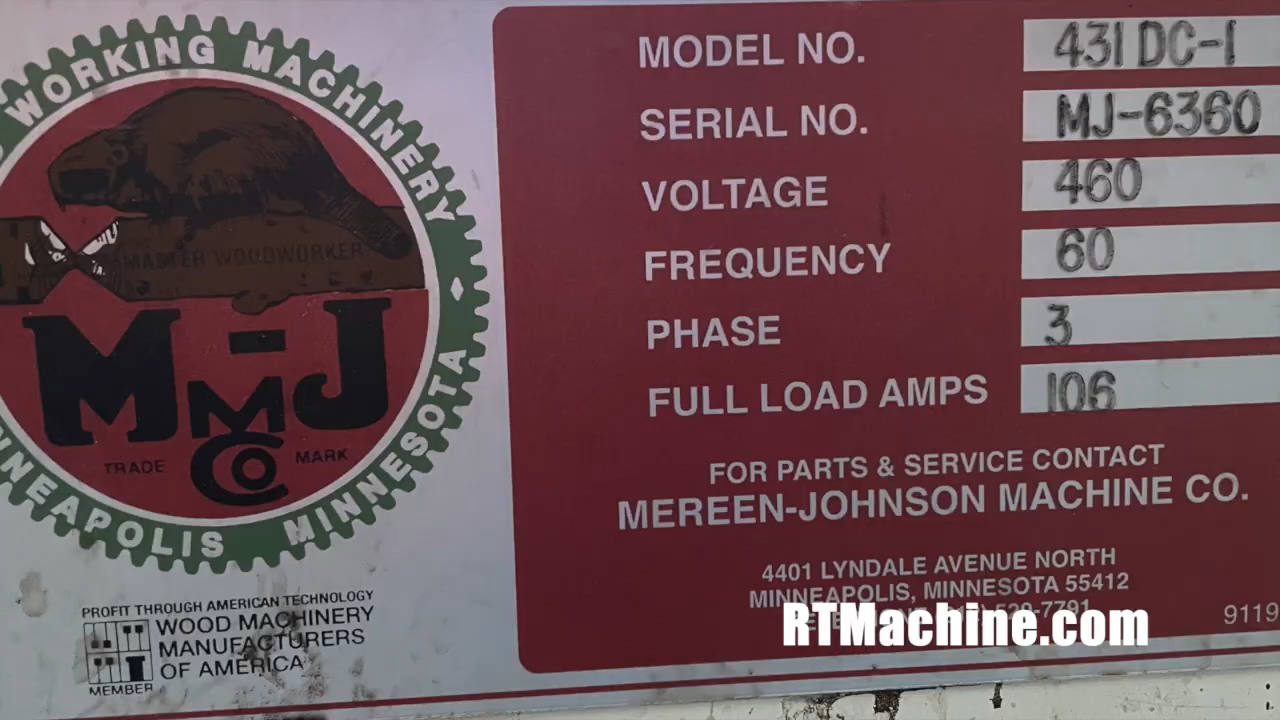 WORKING MACHINERY
MASTER WOODWORKER
M-J
M
CO
TRADE MARK
MINNESOTA
PROFIT THROUGH AMERICAN TECHNOLOGY
WOOD MACHINERY
MANUFACTURERS
OF AMERICA
MEMBER
MODEL NO. 431 DC-1
SERIAL NO. MJ-6360
VOLTAGE 460
FREQUENCY 60
PHASE 3
FULL LOAD AMPS 106
FOR PARTS & SERVICE CONTACT
MEREEN-JOHNSON MACHINE CO.
4401 LYNDALE AVENUE NORTH
MINNEAPOLIS, MINNESOTA 55412
9119
RTMachine.com